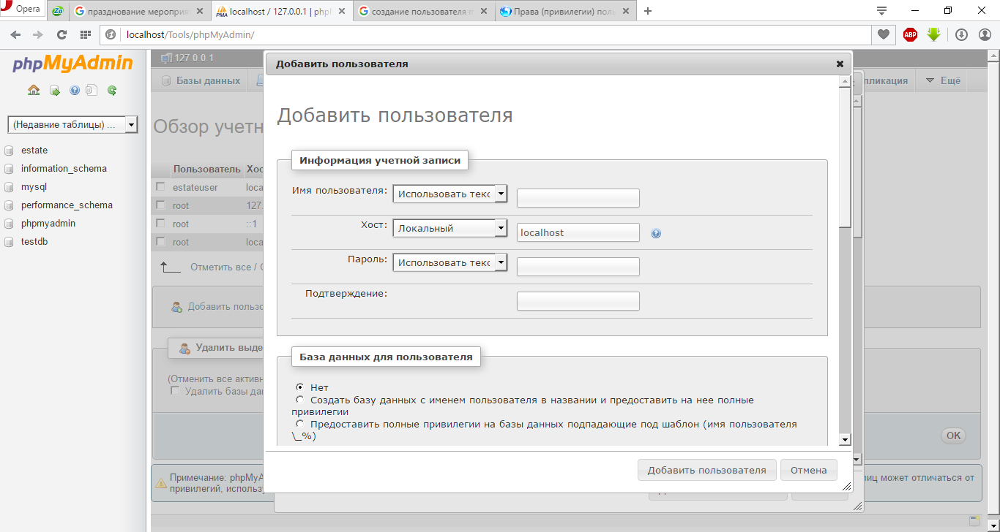 Opera
празднование мероприя
localhost / 127.0.0.1 | php
создание пользователя m
Права (привилегии) поль
localhost/Tools/phpMyAdmin/
ABP
phpMyAdmin
(Недавние таблицы) ...
estate
information_schema
mysql
performance_schema
phpmyadmin
testdb
127.0.0.1
Базы данных
пликация
Ещё
Обзор учетн
Пользователь Хос
estateuser loca
root 127.
root ::1
root loca
Отметить все /
Добавить пользо
Удалить выде
(Отменить все активн
Удалить базы да
OK
Примечание: phpMyA
лиц может отличаться от
привилегий, использу
Добавить пользователя
Добавить пользователя
Информация учетной записи
Имя пользователя: Использовать текс
Хост: Локальный localhost
Пароль: Использовать текс
Подтверждение:
База данных для пользователя
Нет
Создать базу данных с именем пользователя в названии и предоставить на нее полные
привилегии
Предоставить полные привилегии на базы данных подпадающие под шаблон (имя пользователя
\_%)
Добавить пользователя Отмена